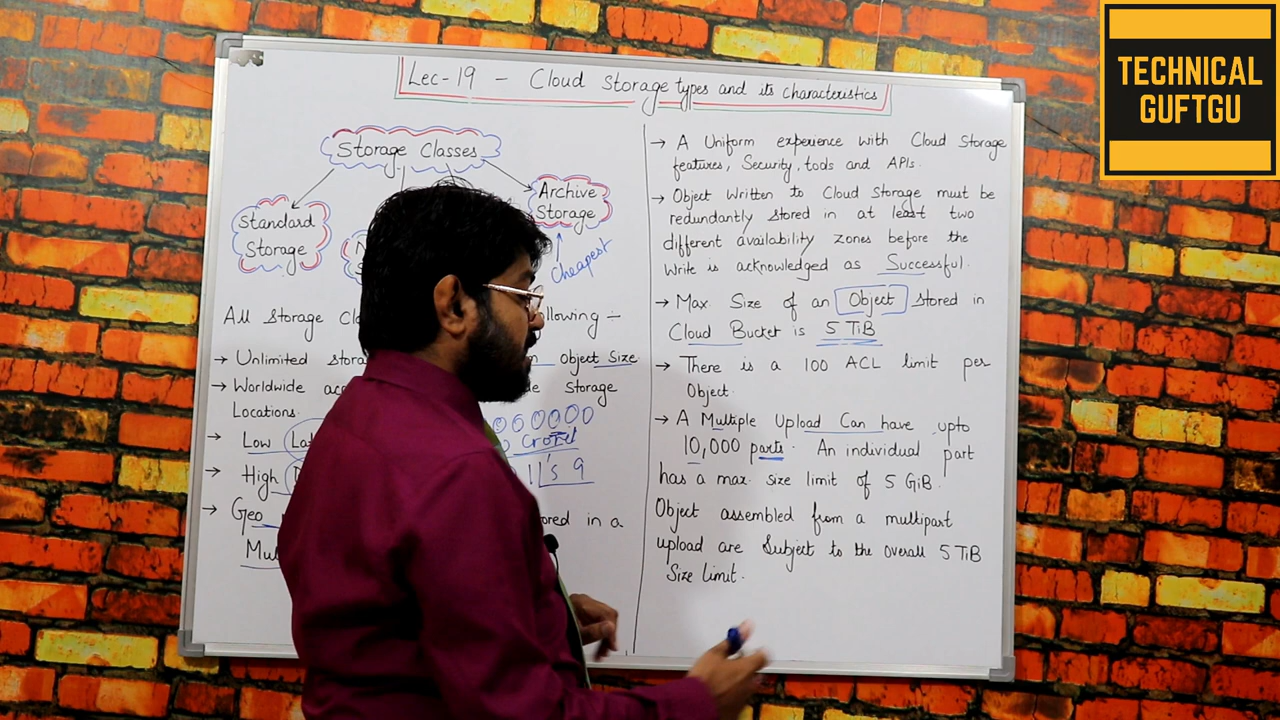 TECHNICAL
GUFTGU
Lec-19 - Cloud Storage types and its characteristics
Storage Classes
Standard
Storage
Archive
Storage
cheapest
All Storage
ollowing :-
→ Unlimited
object Size
→ Worldwide
Storage
Locations.
→ Low
Crore
→ High
11's 9
→ Geo
stored in a
→ A Uniform experience with Cloud Storage
features, Security, tools and APIs.
→ Object Written to Cloud Storage must be
redundantly stored in at least two
different availability zones before the
Write is acknowledged as Successful.
→ Max Size of an Object stored in
Cloud Bucket is 5 TiB
→ There is a 100 ACL limit per
Object.
→ A Multiple Upload Can have upto
10,000 parts. An individual part
has a max. size limit of 5 GiB.
Object assembled from a multipart
upload are Subject to the overall 5 TiB
Size limit.